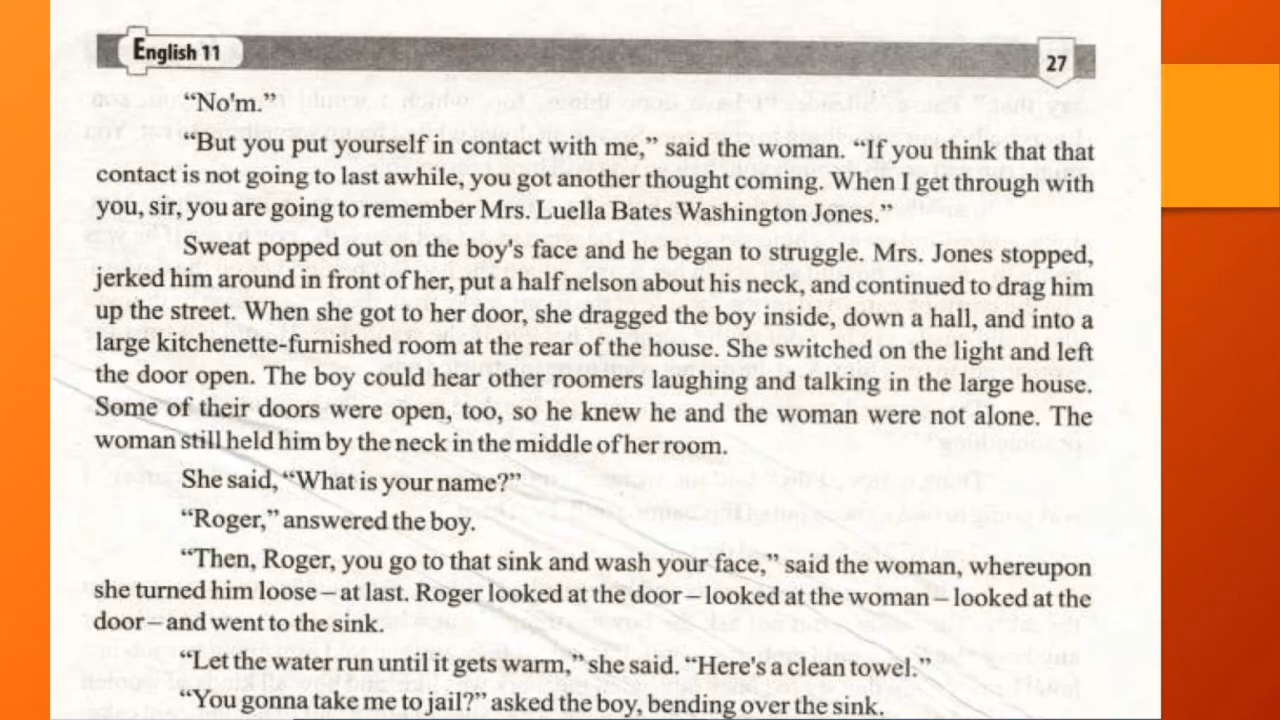 English 11
27
“No'm.”
“But you put yourself in contact with me,” said the woman. “If you think that that
contact is not going to last awhile, you got another thought coming. When I get through with
you, sir, you are going to remember Mrs. Luella Bates Washington Jones.”
Sweat popped out on the boy's face and he began to struggle. Mrs. Jones stopped,
jerked him around in front of her, put a half nelson about his neck, and continued to drag him
up the street. When she got to her door, she dragged the boy inside, down a hall, and into a
large kitchenette-furnished room at the rear of the house. She switched on the light and left
the door open. The boy could hear other roomers laughing and talking in the large house.
Some of their doors were open, too, so he knew he and the woman were not alone. The
woman still held him by the neck in the middle of her room.
She said, “What is your name?”
“Roger,” answered the boy.
“Then, Roger, you go to that sink and wash your face,” said the woman, whereupon
she turned him loose – at last. Roger looked at the door – looked at the woman – looked at the
door – and went to the sink.
“Let the water run until it gets warm,” she said. “Here's a clean towel.”
“You gonna take me to jail?” asked the boy, bending over the sink.